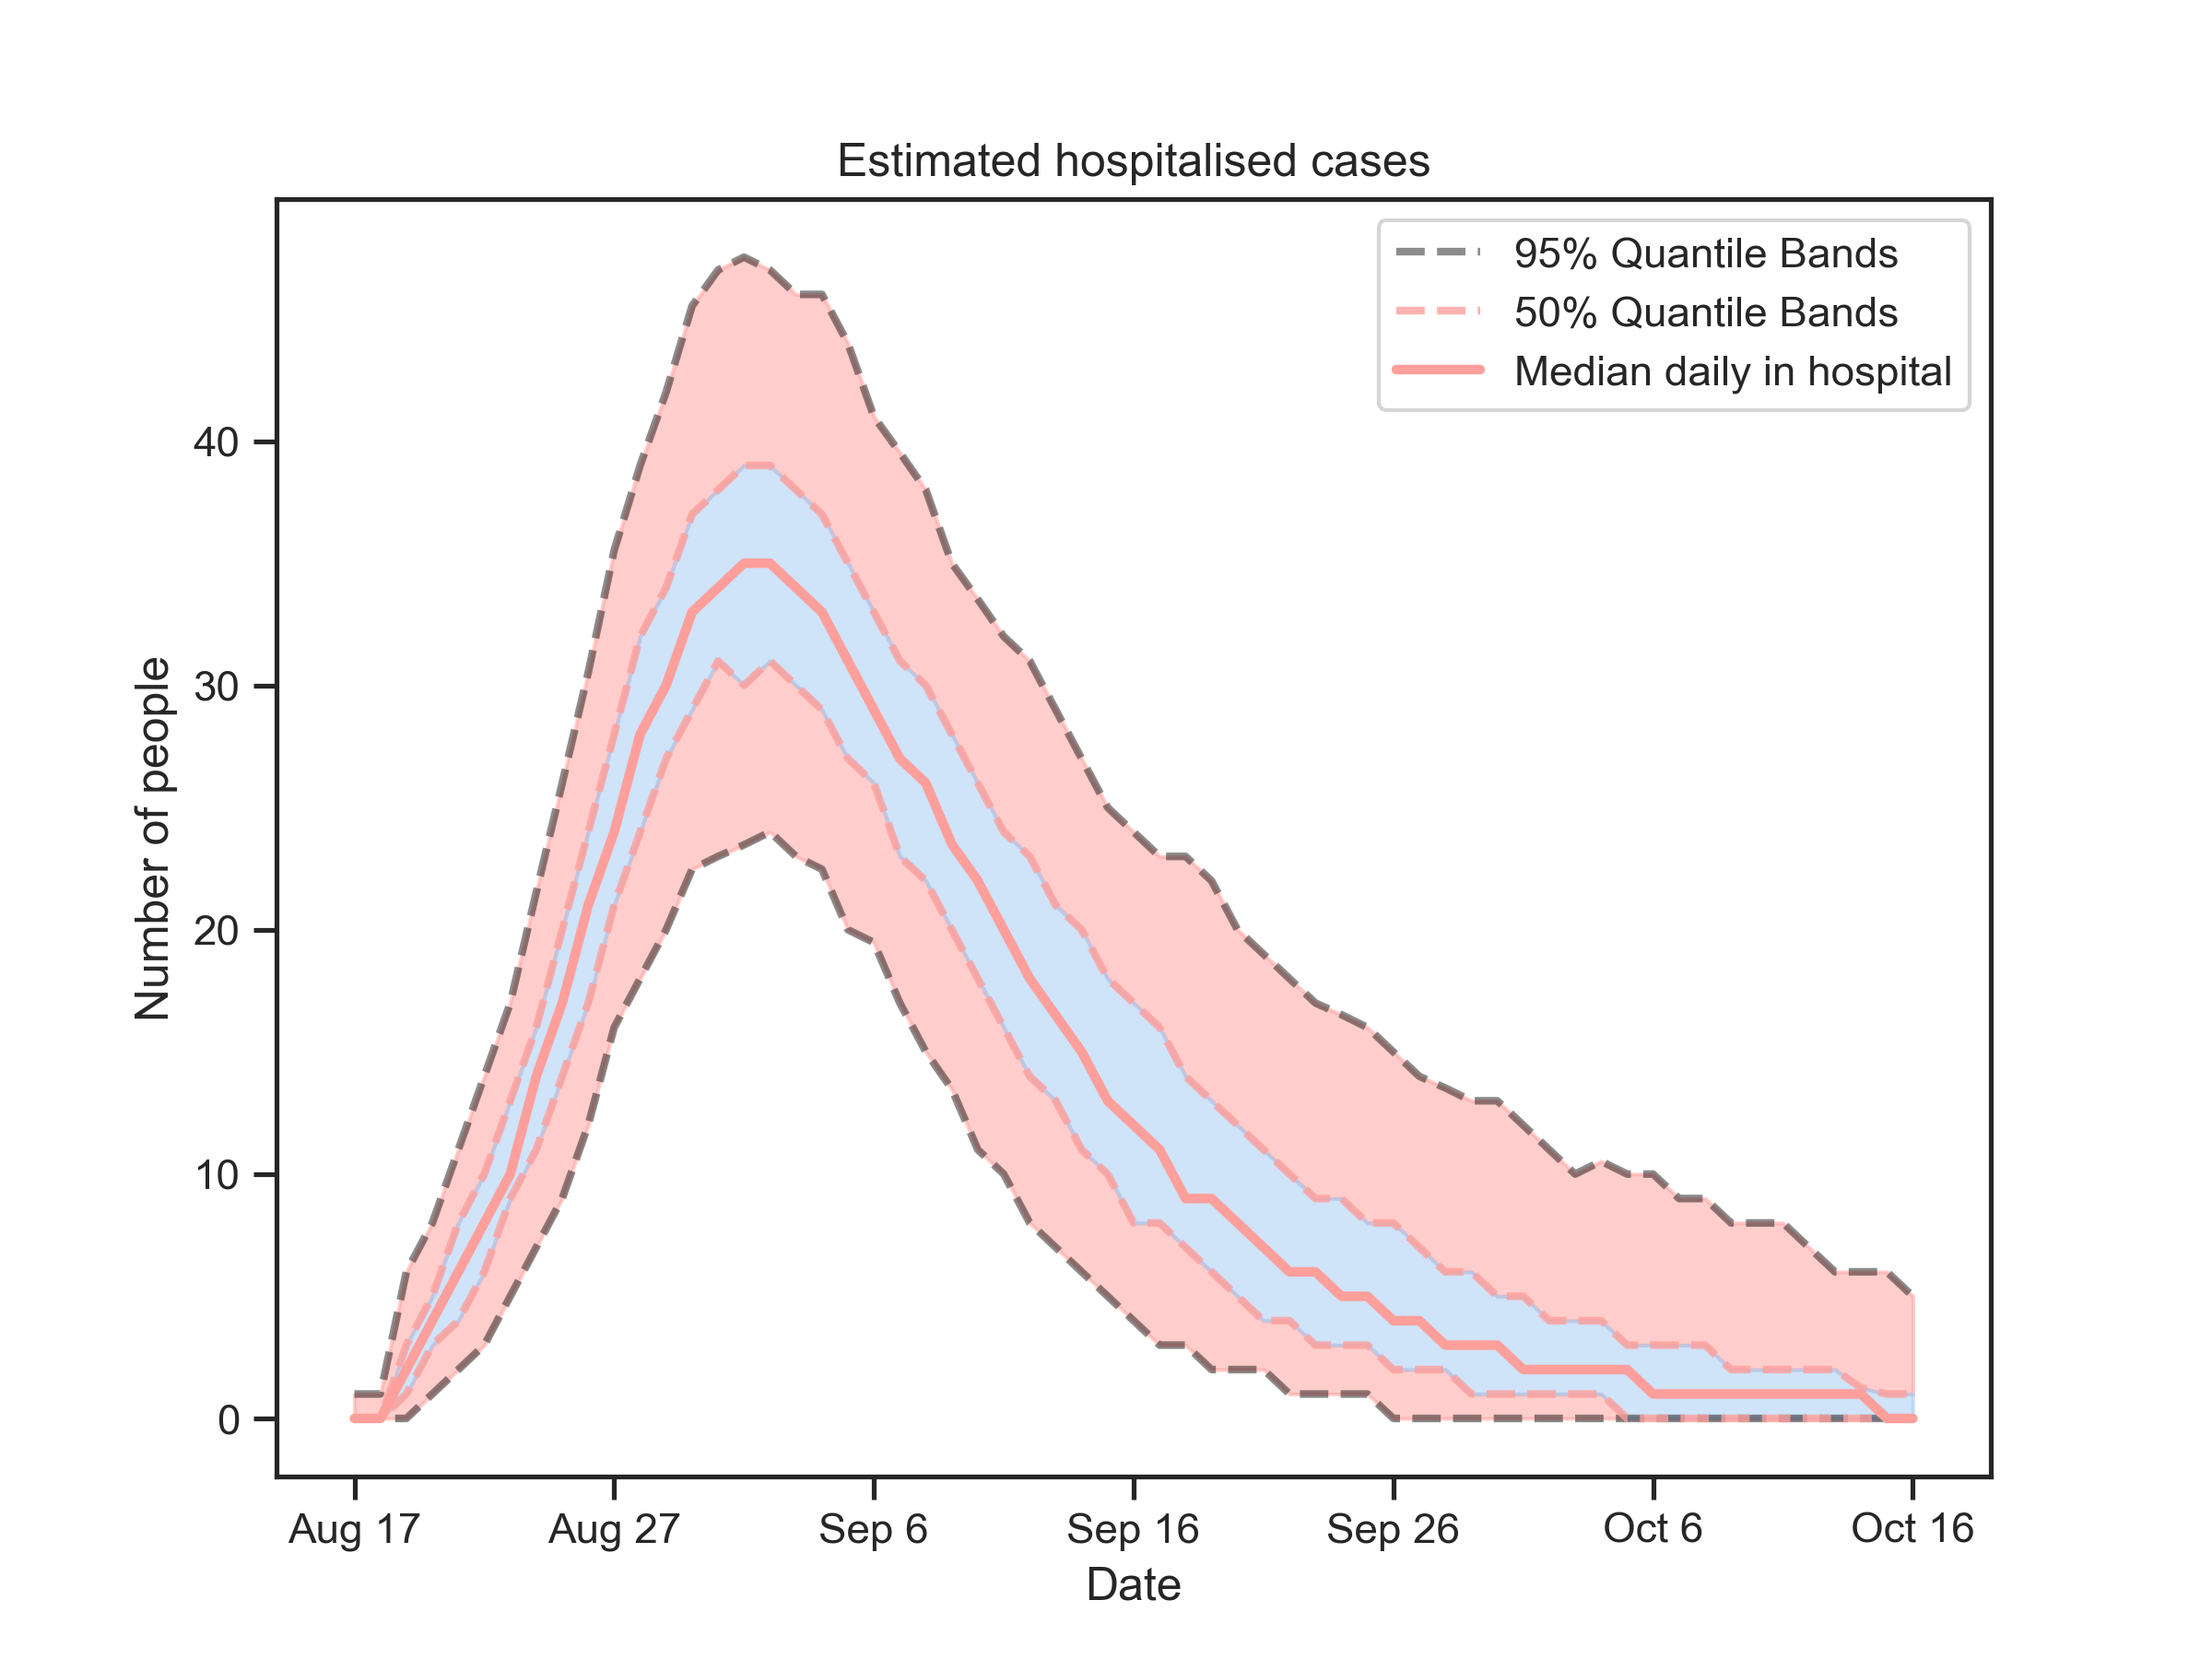 Estimated hospitalised cases
95% Quantile Bands
50% Quantile Bands
Median daily in hospital
Number of people
40
30
20
10
0
Aug 17
Aug 27
Sep 6
Sep 16
Sep 26
Oct 6
Oct 16
Date